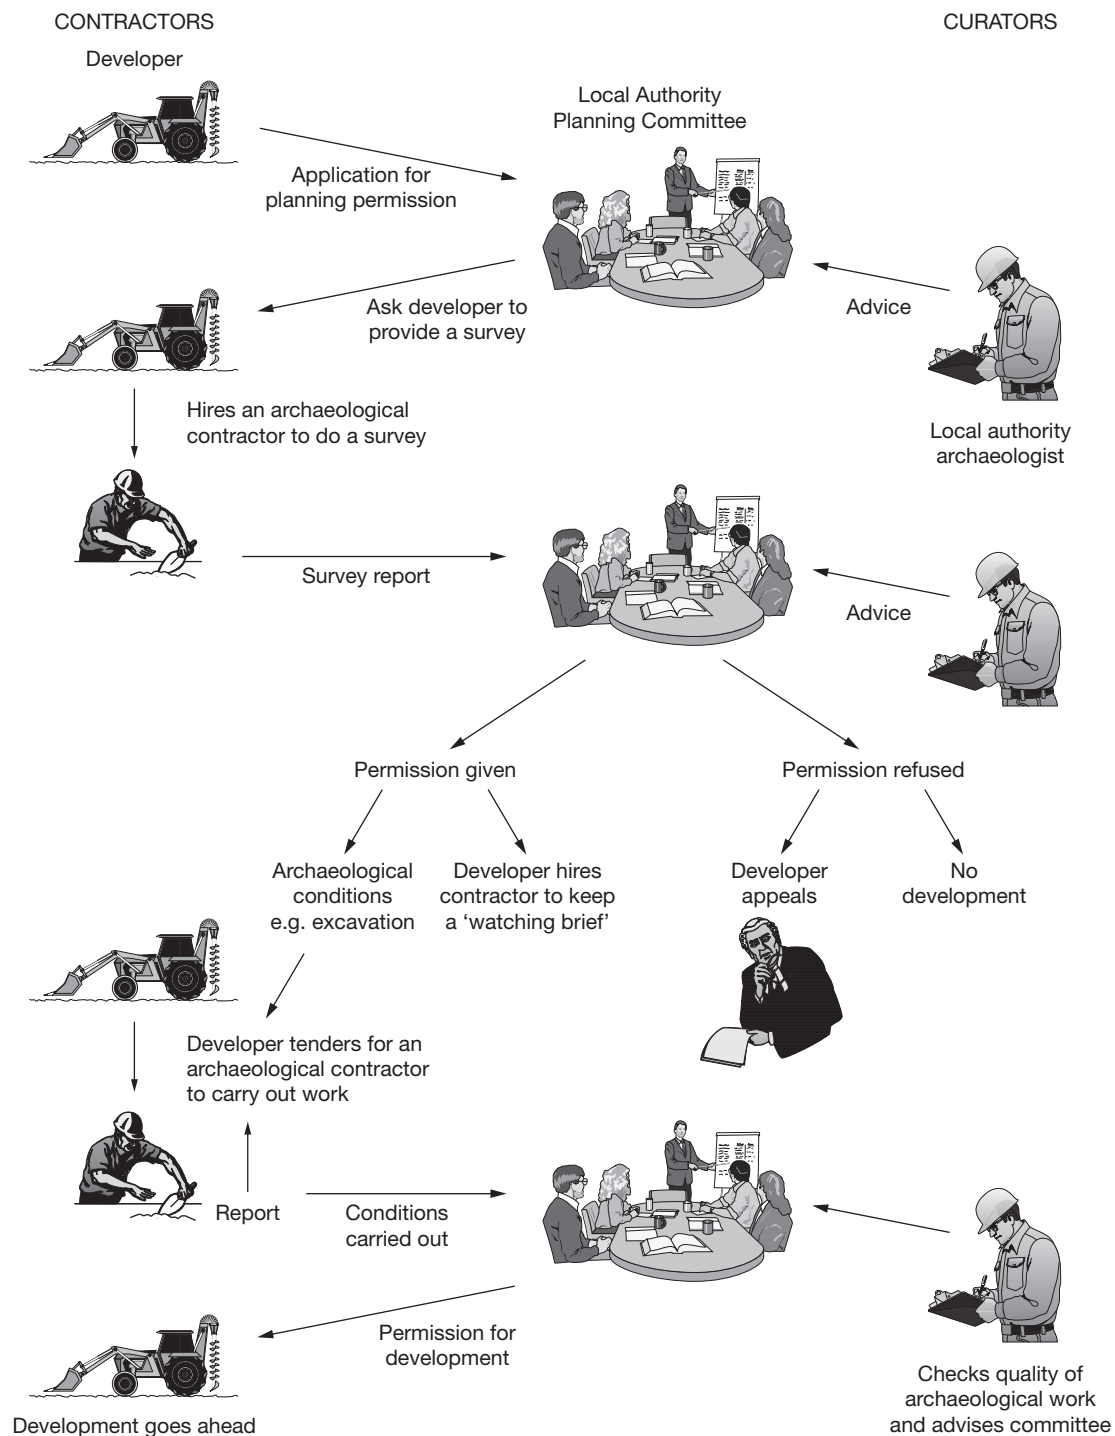 CONTRACTORS
CURATORS
Developer
Local Authority
Planning Committee
Application for
planning permission
Ask developer to
provide a survey
Advice
Hires an archaeological
contractor to do a survey
Local authority
archaeologist
Survey report
Advice
Permission given
Permission refused
Archaeological
conditions
e.g. excavation
Developer hires
contractor to keep
a ‘watching brief’
Developer
appeals
No
development
Developer tenders for an
archaeological contractor
to carry out work
Report
Conditions
carried out
Permission for
development
Development goes ahead
Checks quality of
archaeological work
and advises committee